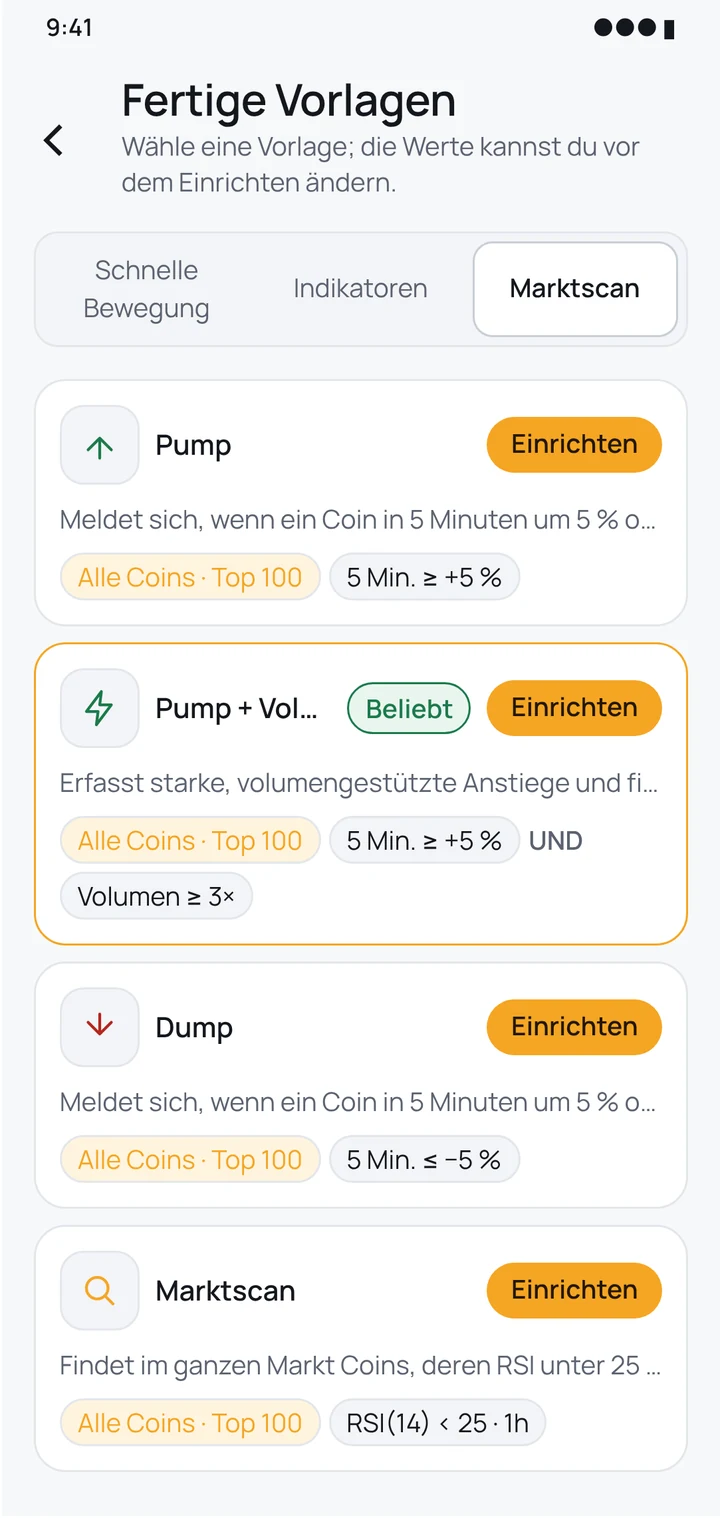 9:41
Fertige Vorlagen
Wähle eine Vorlage; die Werte kannst du vor
dem Einrichten ändern.
Schnelle
Bewegung
Indikatoren
Marktscan
Pump
Einrichten
Meldet sich, wenn ein Coin in 5 Minuten um 5 % o…
Alle Coins · Top 100
5 Min. ≥ +5 %
Pump + Vol…
Beliebt
Einrichten
Erfasst starke, volumengestützte Anstiege und fi…
Alle Coins · Top 100
5 Min. ≥ +5 %
UND
Volumen ≥ 3×
Dump
Einrichten
Meldet sich, wenn ein Coin in 5 Minuten um 5 % o…
Alle Coins · Top 100
5 Min. ≤ −5 %
Marktscan
Einrichten
Findet im ganzen Markt Coins, deren RSI unter 25 …
Alle Coins · Top 100
RSI(14) < 25 · 1h